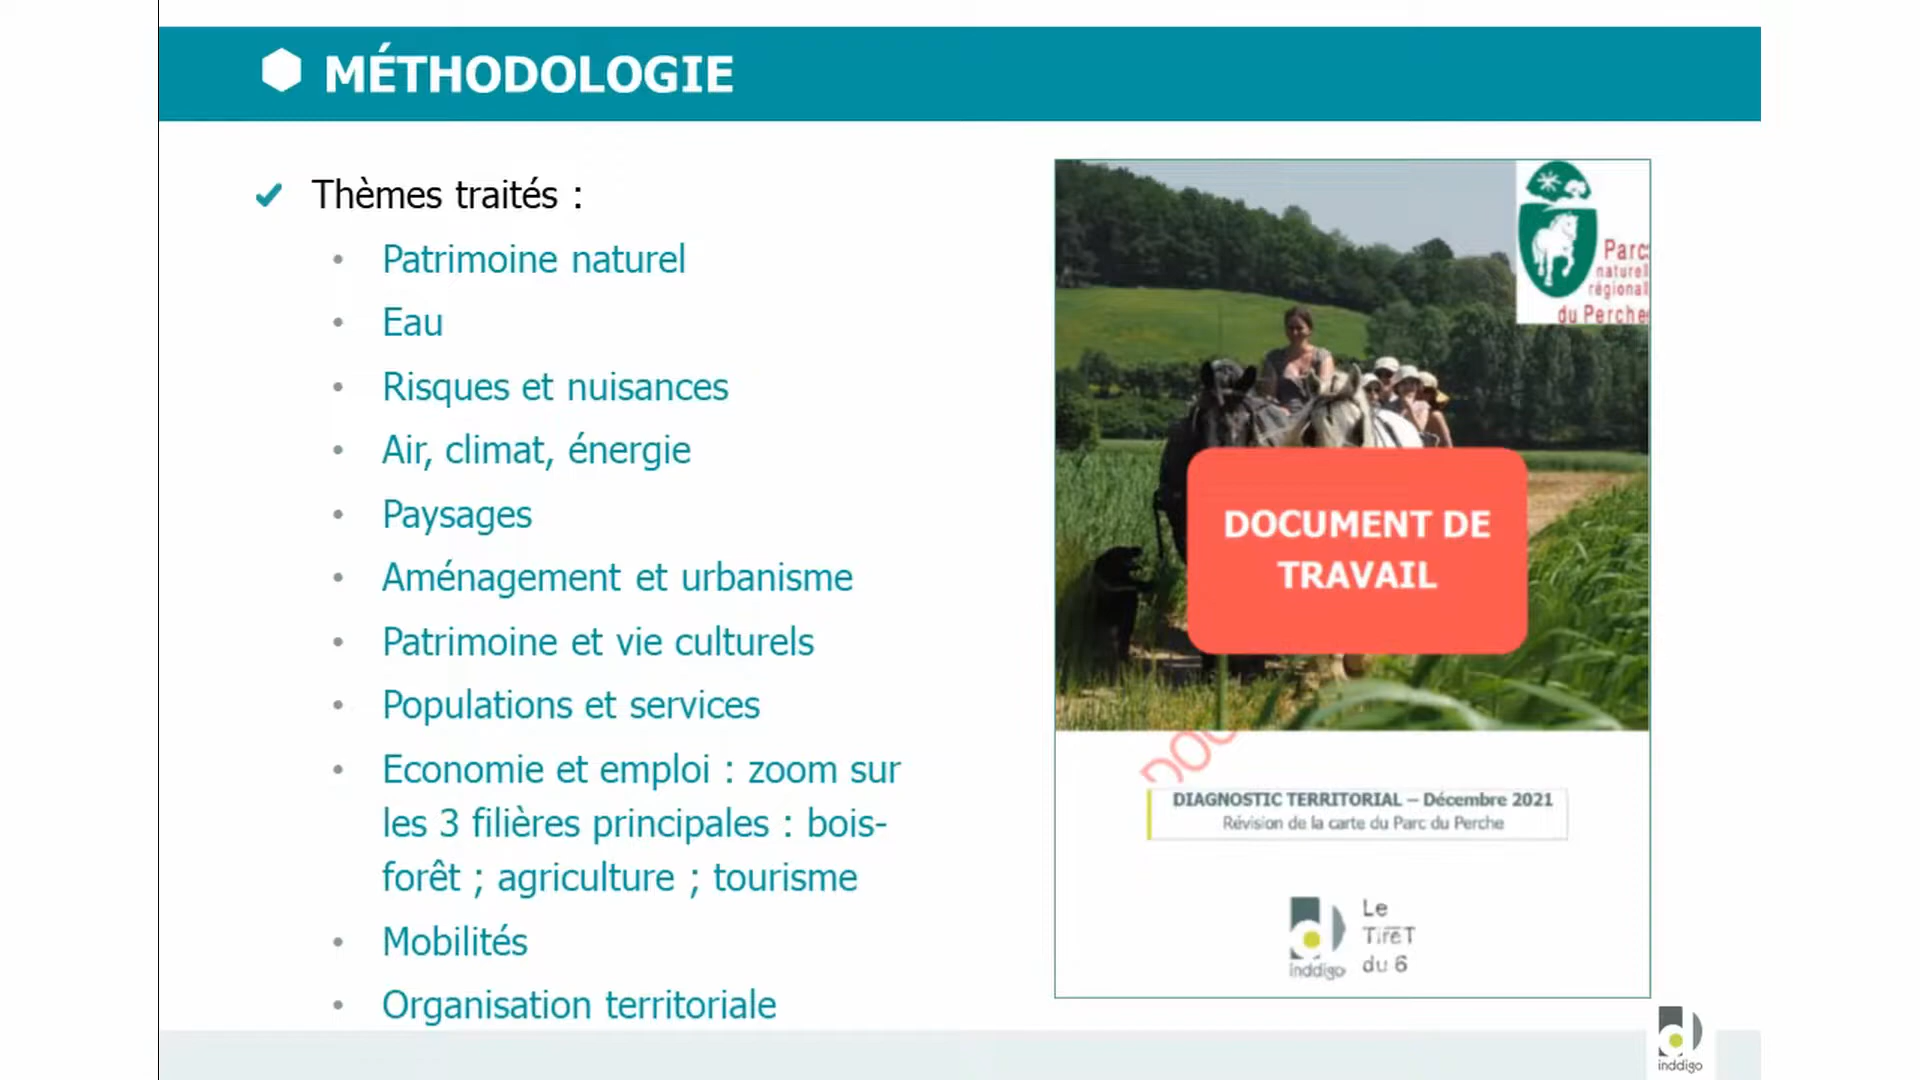 MÉTHODOLOGIE
Thèmes traités :
Patrimoine naturel
Eau
Risques et nuisances
Air, climat, énergie
Paysages
Aménagement et urbanisme
Patrimoine et vie culturels
Populations et services
Economie et emploi : zoom sur
les 3 filières principales : bois-
forêt ; agriculture ; tourisme
Mobilités
Organisation territoriale
Parc
naturel
régional
du Perche
DOCUMENT DE
TRAVAIL
DOC
DIAGNOSTIC TERRITORIAL – Décembre 2021
Révision de la carte du Parc du Perche
inddigo
Le
TireT
du 6
inddigo